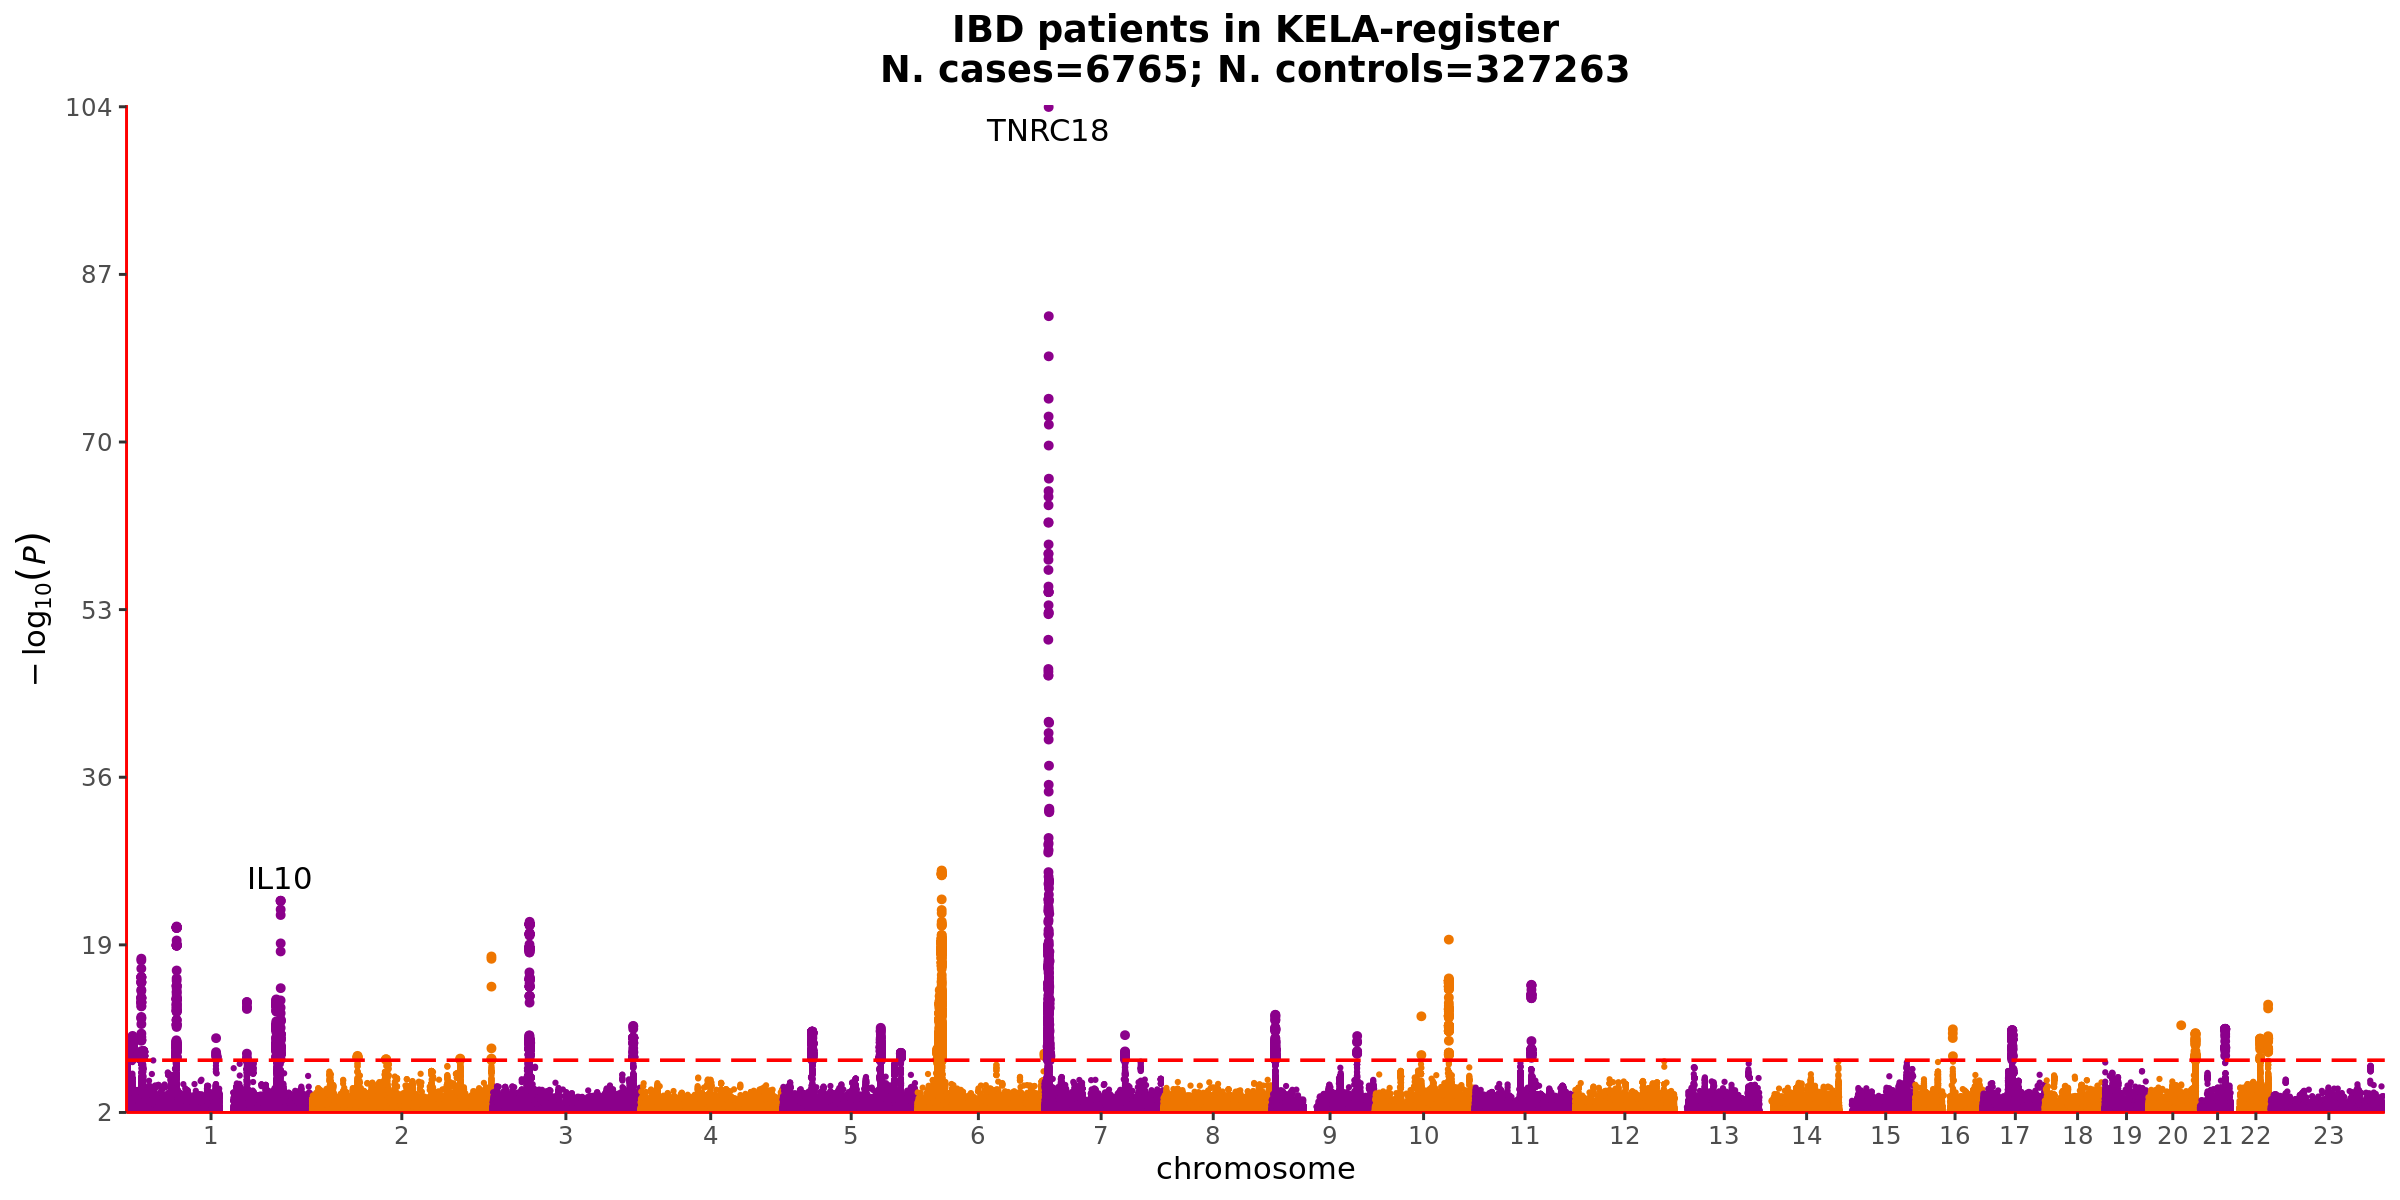 IBD patients in KELA-register
N. cases=6765; N. controls=327263
104
TNRC18
87
70
53
36
IL10
19
2
−log10(P)
1 2 3 4 5 6 7 8 9 10 11 12 13 14 15 16 17 18 19 20 21 22 23
chromosome